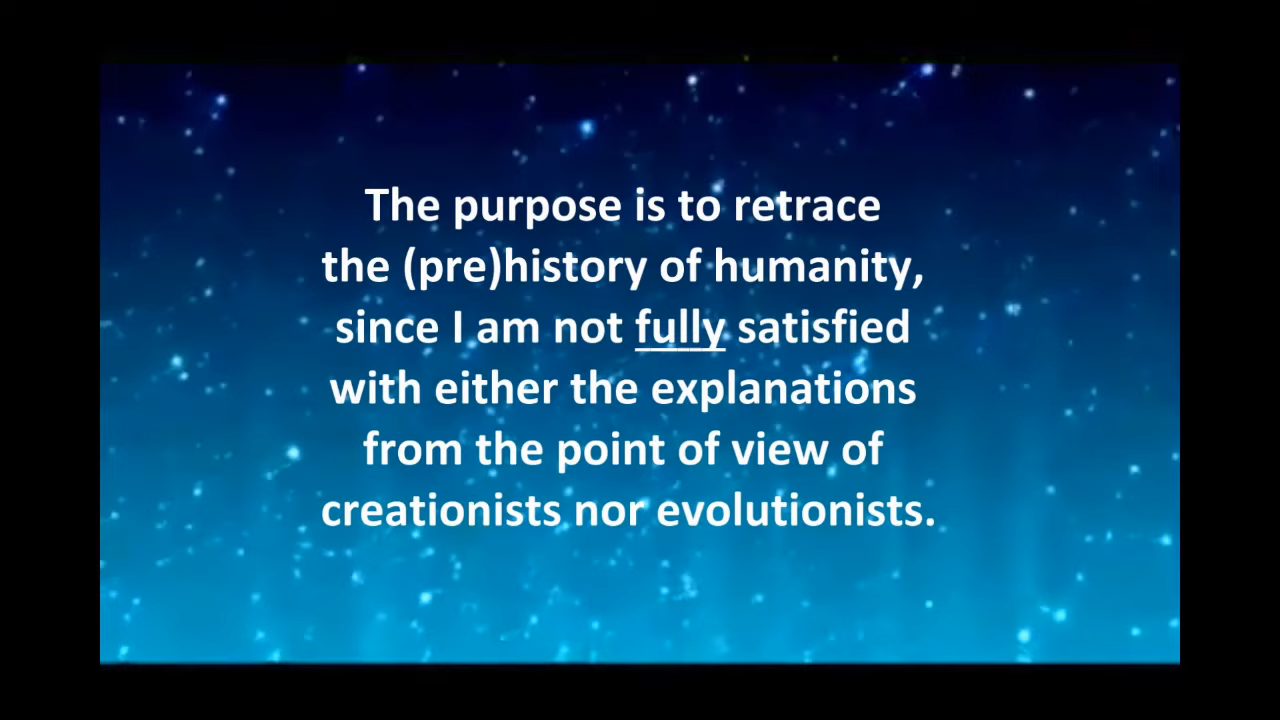 The purpose is to retrace
the (pre)history of humanity,
since I am not fully satisfied
with either the explanations
from the point of view of
creationists nor evolutionists.